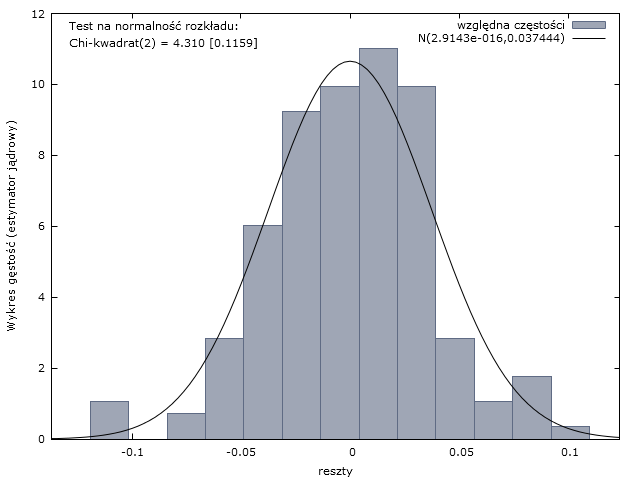 Test na normalność rozkładu:
Chi-kwadrat(2) = 4.310 [0.1159]
względna częstości
N(2.9143e-016,0.037444)
Wykres gęstość (estymator jądrowy)
12
10
8
6
4
2
0
-0.1
-0.05
0
0.05
0.1
reszty